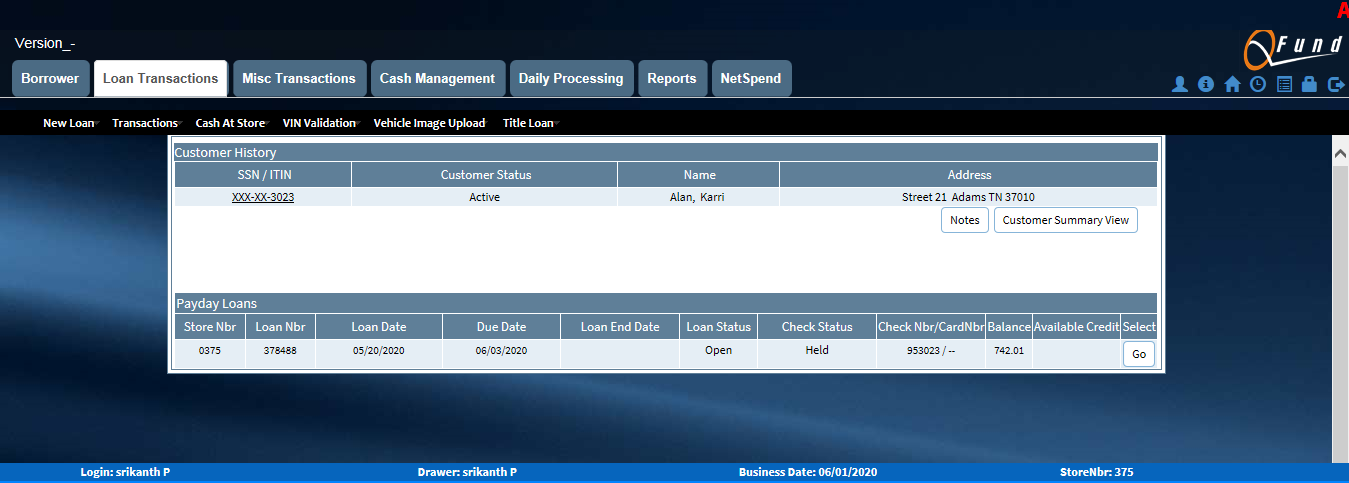 A
Version_-
QFund
Borrower Loan Transactions Misc Transactions Cash Management Daily Processing Reports NetSpend
New Loan Transactions Cash At Store VIN Validation Vehicle Image Upload Title Loan
Customer History
SSN / ITIN Customer Status Name Address
XXX-XX-3023 Active Alan, Karri Street 21 Adams TN 37010
Notes Customer Summary View
Payday Loans
Store Nbr Loan Nbr Loan Date Due Date Loan End Date Loan Status Check Status Check Nbr/CardNbr Balance Available Credit Select
0375 378488 05/20/2020 06/03/2020 Open Held 953023 / -- 742.01 Go
Login: srikanth P Drawer: srikanth P Business Date: 06/01/2020 StoreNbr: 375